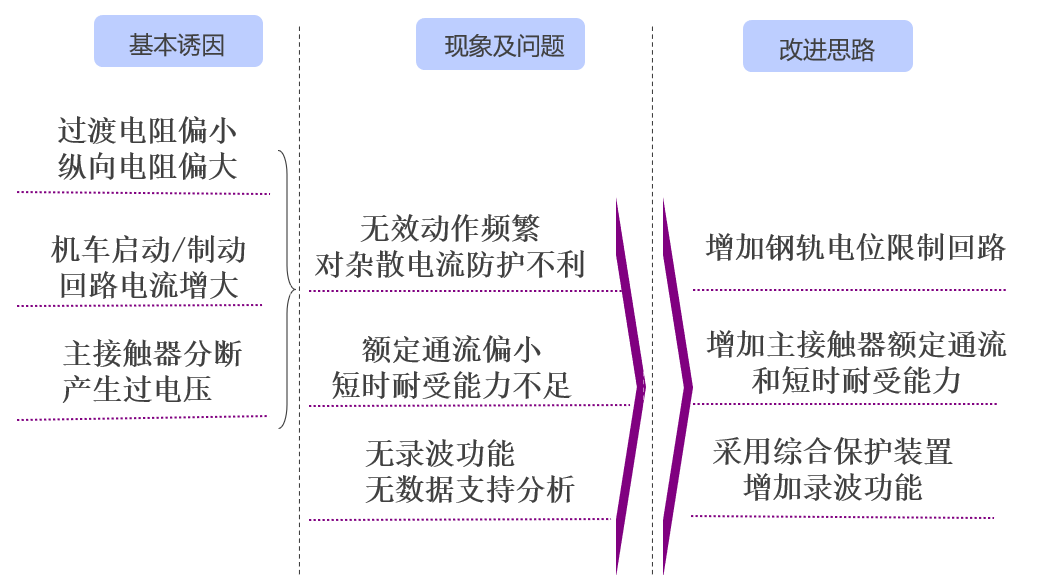 基本诱因
过渡电阻偏小
纵向电阻偏大
机车启动/制动
回路电流增大
主接触器分断
产生过电压
现象及问题
无效动作频繁
对杂散电流防护不利
额定通流偏小
短时耐受能力不足
无录波功能
无数据支持分析
改进思路
增加钢轨电位限制回路
增加主接触器额定通流
和短时耐受能力
采用综合保护装置
增加录波功能